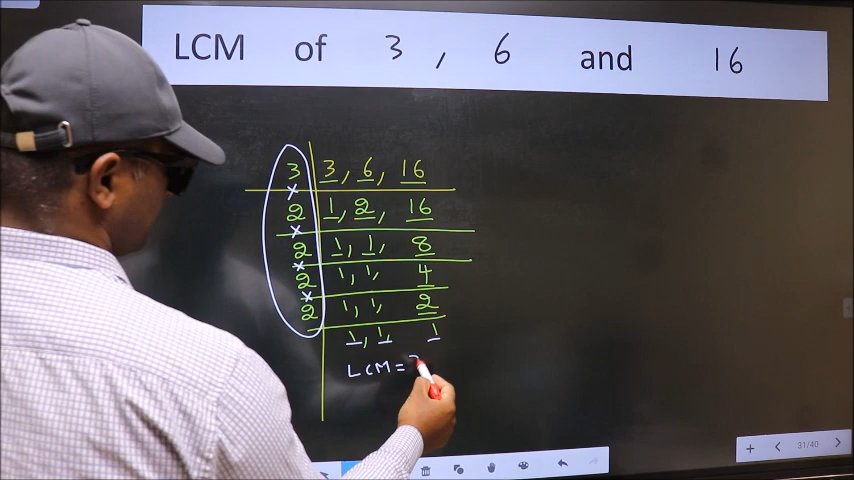 LCM of 3 , 6 and 16
3 3, 6, 16
×
2 1, 2, 16
×
2 1, 1, 8
×
2 1, 1, 4
×
2 1, 1, 2
1, 1, 1
LCM =
31/40